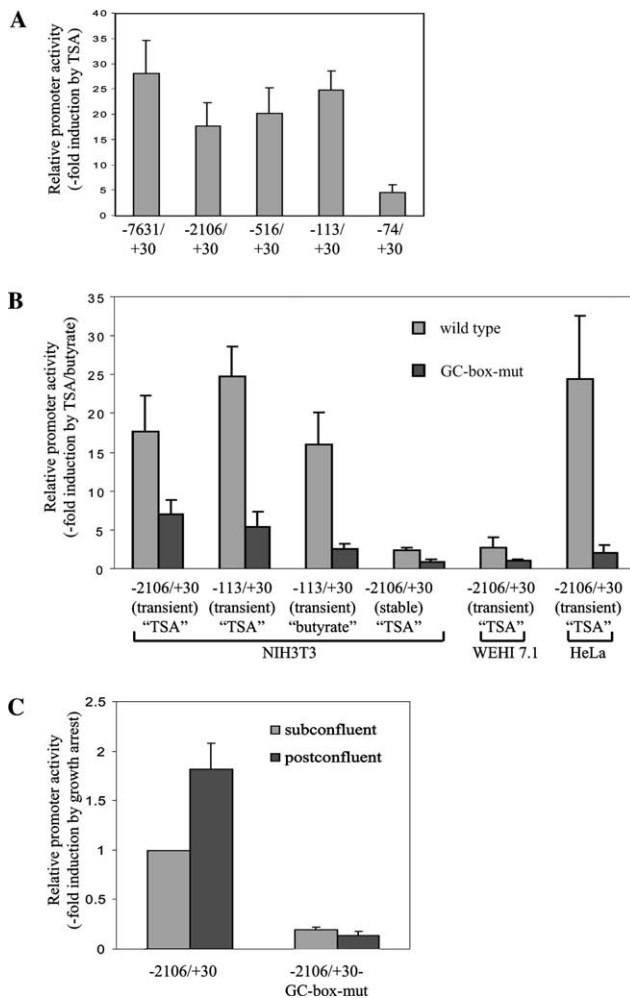 A
Relative promoter activity
(-fold induction by TSA)
40
35
30
25
20
15
10
5
0
-7631/ -2106/ -516/ -113/ -74/
+30 +30 +30 +30 +30
B
Relative promoter activity
(-fold induction by TSA/butyrate)
35
30
25
20
15
10
5
0
wild type
GC-box-mut
-2106/+30 -113/+30 -113/+30 -2106/+30 -2106/+30 -2106/+30
(transient) (transient) (transient) (stable) (transient) (transient)
“TSA” “TSA” “butyrate” “TSA” “TSA” “TSA”
NIH3T3 WEHI 7.1 HeLa
C
Relative promoter activity
(-fold induction by growth arrest)
2.5
2
1.5
1
0.5
0
subconfluent
postconfluent
-2106/+30 -2106/+30-
GC-box-mut